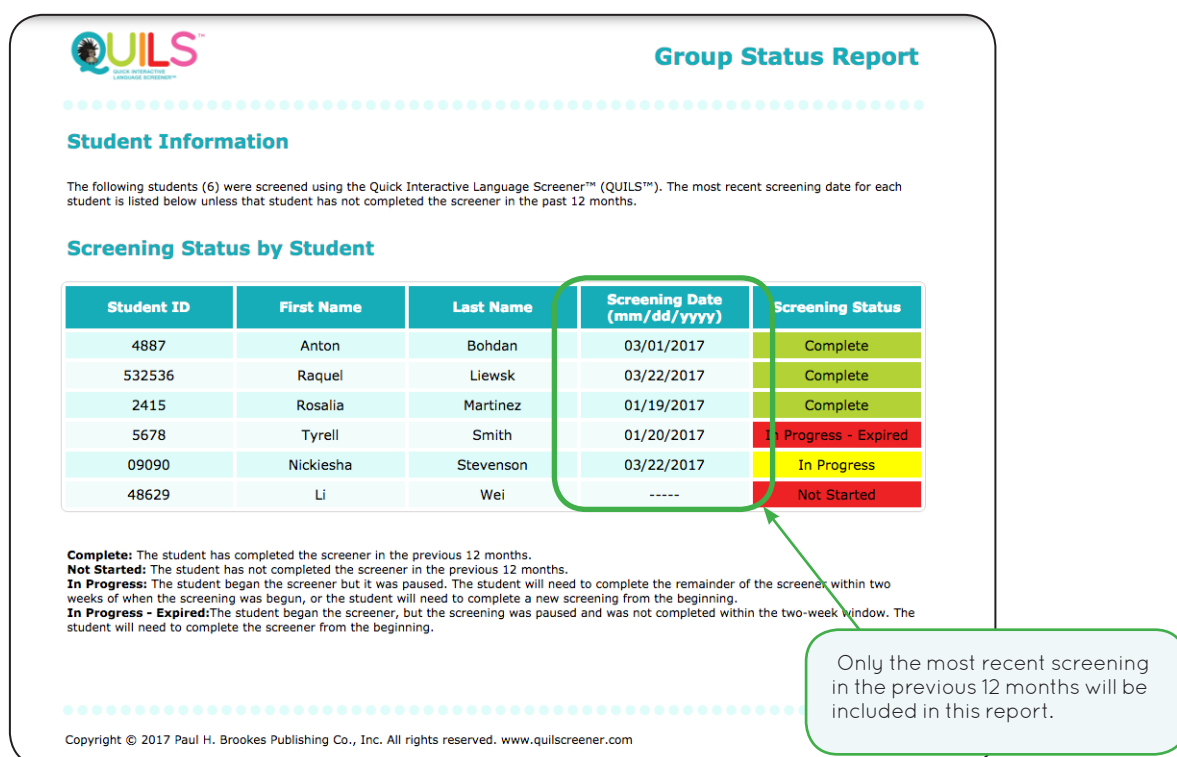 QUILS™
QUICK INTERACTIVE
LANGUAGE SCREENER™
Group Status Report
Student Information
The following students (6) were screened using the Quick Interactive Language Screener™ (QUILS™). The most recent screening date for each
student is listed below unless that student has not completed the screener in the past 12 months.
Screening Status by Student
Student ID First Name Last Name Screening Date (mm/dd/yyyy) Screening Status
4887 Anton Bohdan 03/01/2017 Complete
532536 Raquel Liewsk 03/22/2017 Complete
2415 Rosalia Martinez 01/19/2017 Complete
5678 Tyrell Smith 01/20/2017 In Progress - Expired
09090 Nickiesha Stevenson 03/22/2017 In Progress
48629 Li Wei ----- Not Started
Complete: The student has completed the screener in the previous 12 months.
Not Started: The student has not completed the screener in the previous 12 months.
In Progress: The student began the screener but it was paused. The student will need to complete the remainder of the screener within two
weeks of when the screening was begun, or the student will need to complete a new screening from the beginning.
In Progress - Expired:The student began the screener, but the screening was paused and was not completed within the two-week window. The
student will need to complete the screener from the beginning.
Only the most recent screening
in the previous 12 months will be
included in this report.
Copyright © 2017 Paul H. Brookes Publishing Co., Inc. All rights reserved. www.quilscreener.com